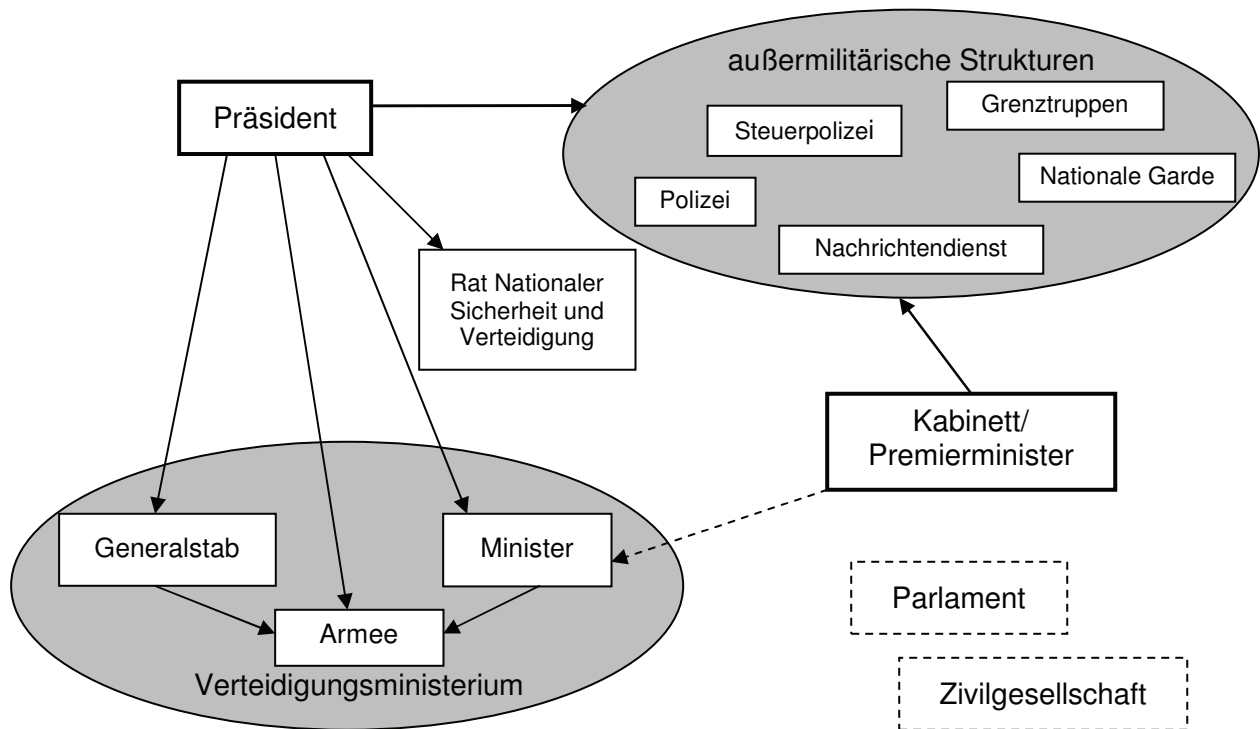 außermilitärische Strukturen
Präsident
Grenztruppen
Steuerpolizei
Nationale Garde
Polizei
Nachrichtendienst
Rat Nationaler
Sicherheit und
Verteidigung
Kabinett/
Premierminister
Generalstab
Minister
Armee
Verteidigungsministerium
Parlament
Zivilgesellschaft